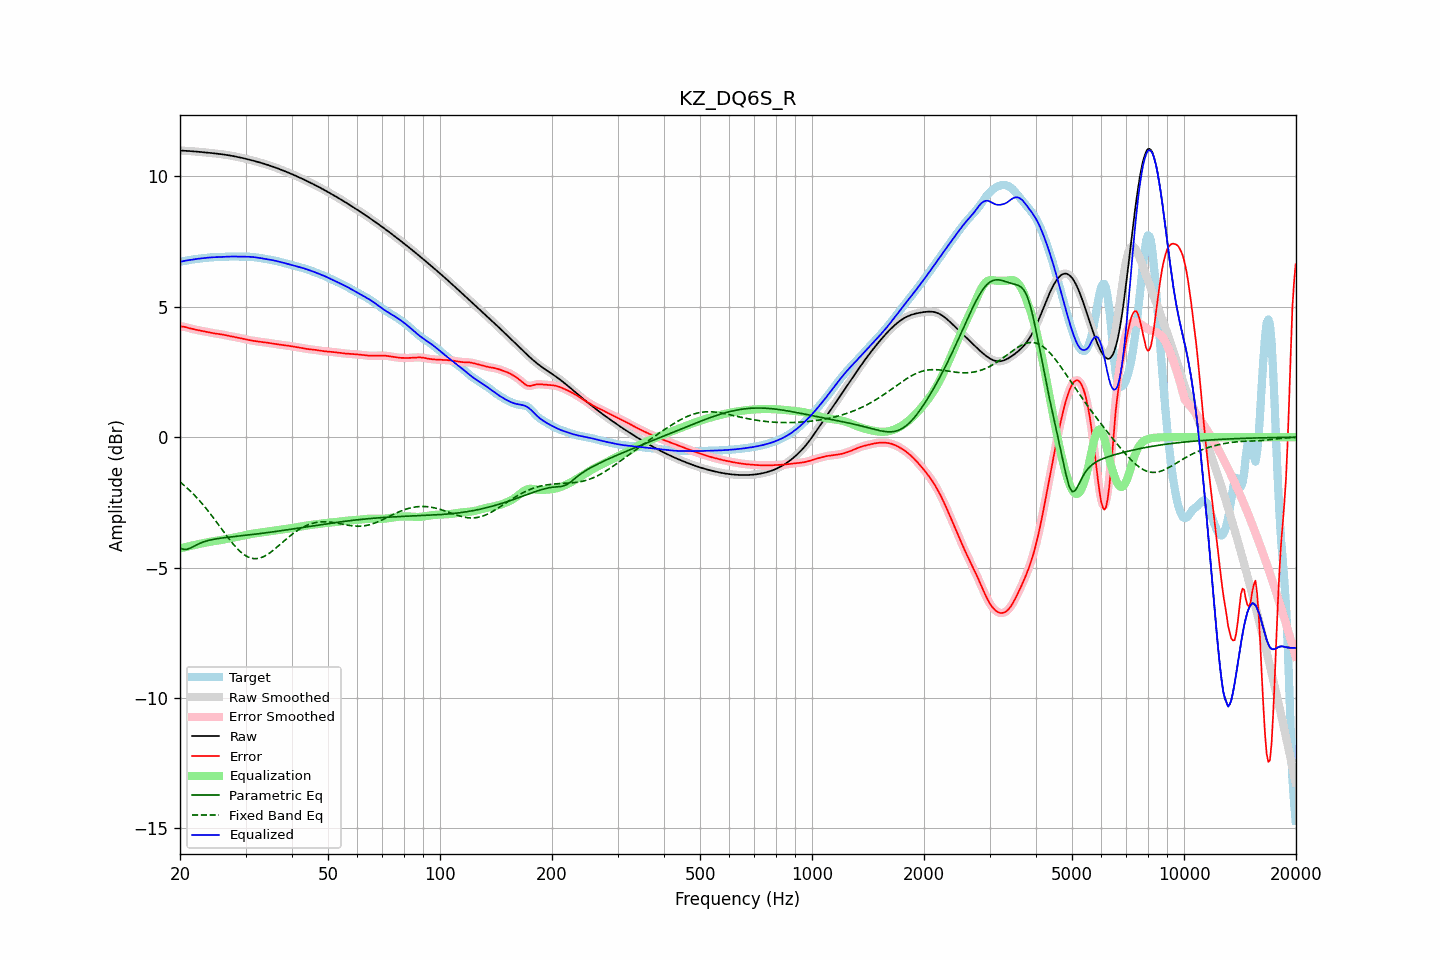 KZ_DQ6S_R
Amplitude (dBr)
10
5
0
−5
−10
−15
Target
Raw Smoothed
Error Smoothed
Raw
Error
Equalization
Parametric Eq
Fixed Band Eq
Equalized
20 50 100 200 500 1000 2000 5000 10000 20000
Frequency (Hz)